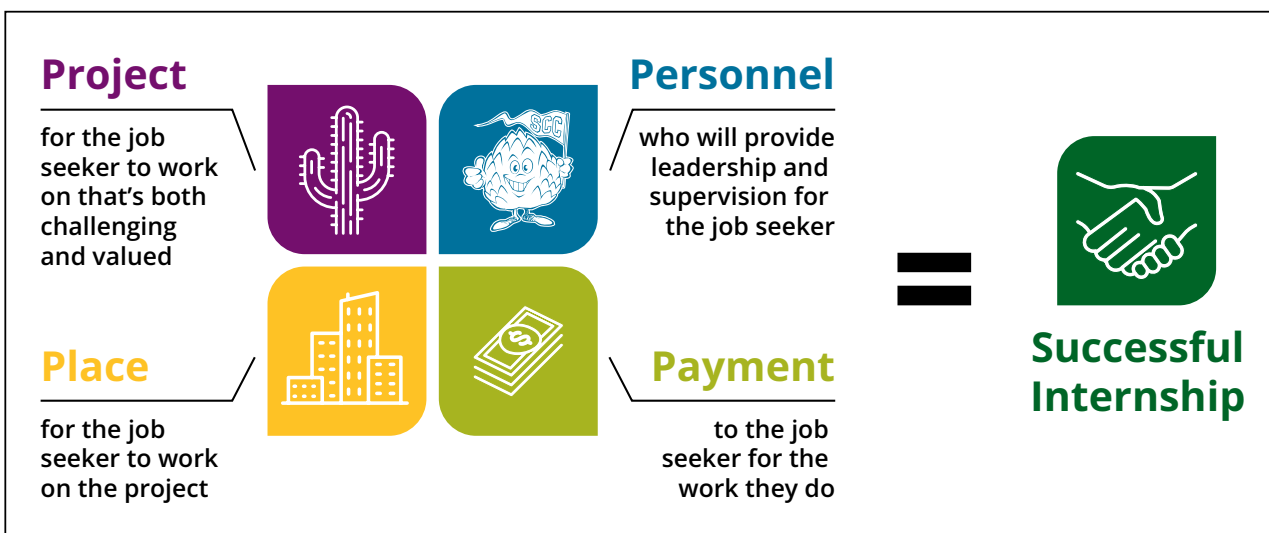 Project
for the job
seeker to work
on that's both
challenging
and valued
SCC
Personnel
who will provide
leadership and
supervision for
the job seeker
Place
for the job
seeker to work
on the project
$
Payment
to the job
seeker for the
work they do
=
Successful
Internship